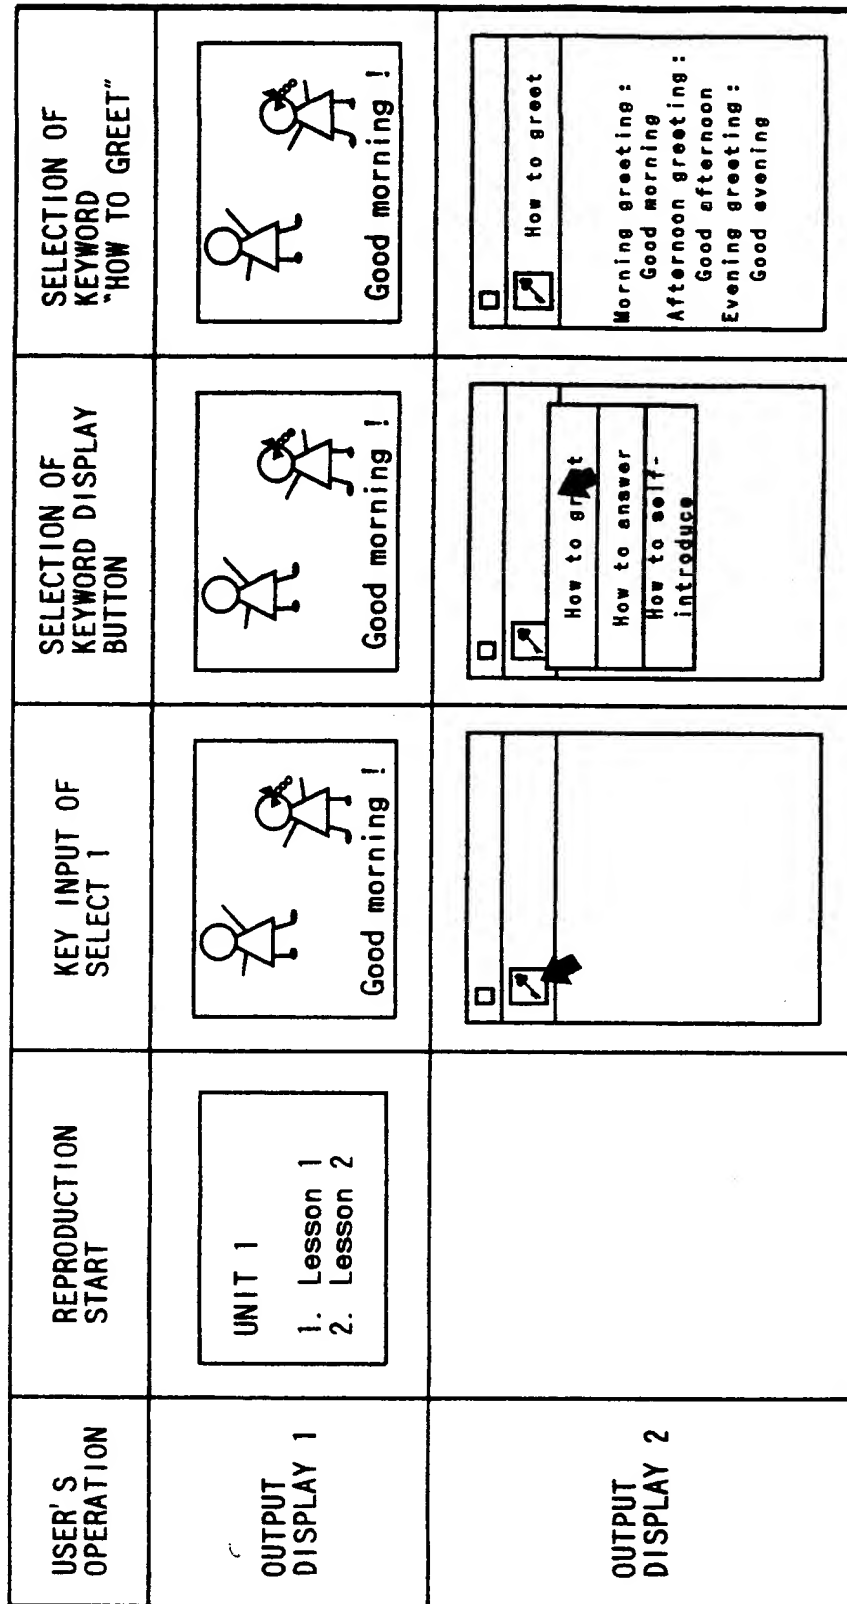 USER'S
OPERATION
REPRODUCTION
START
KEY INPUT OF
SELECT 1
SELECTION OF
KEYWORD DISPLAY
BUTTON
SELECTION OF
KEYWORD
"HOW TO GREET"
OUTPUT
DISPLAY 1
UNIT 1
1. Lesson 1
2. Lesson 2
Good morning !
Good morning !
Good morning !
OUTPUT
DISPLAY 2
How to gr t
How to answer
How to self-
introduce
How to greet
Morning greeting:
Good morning
Afternoon greeting:
Good afternoon
Evening greeting:
Good evening